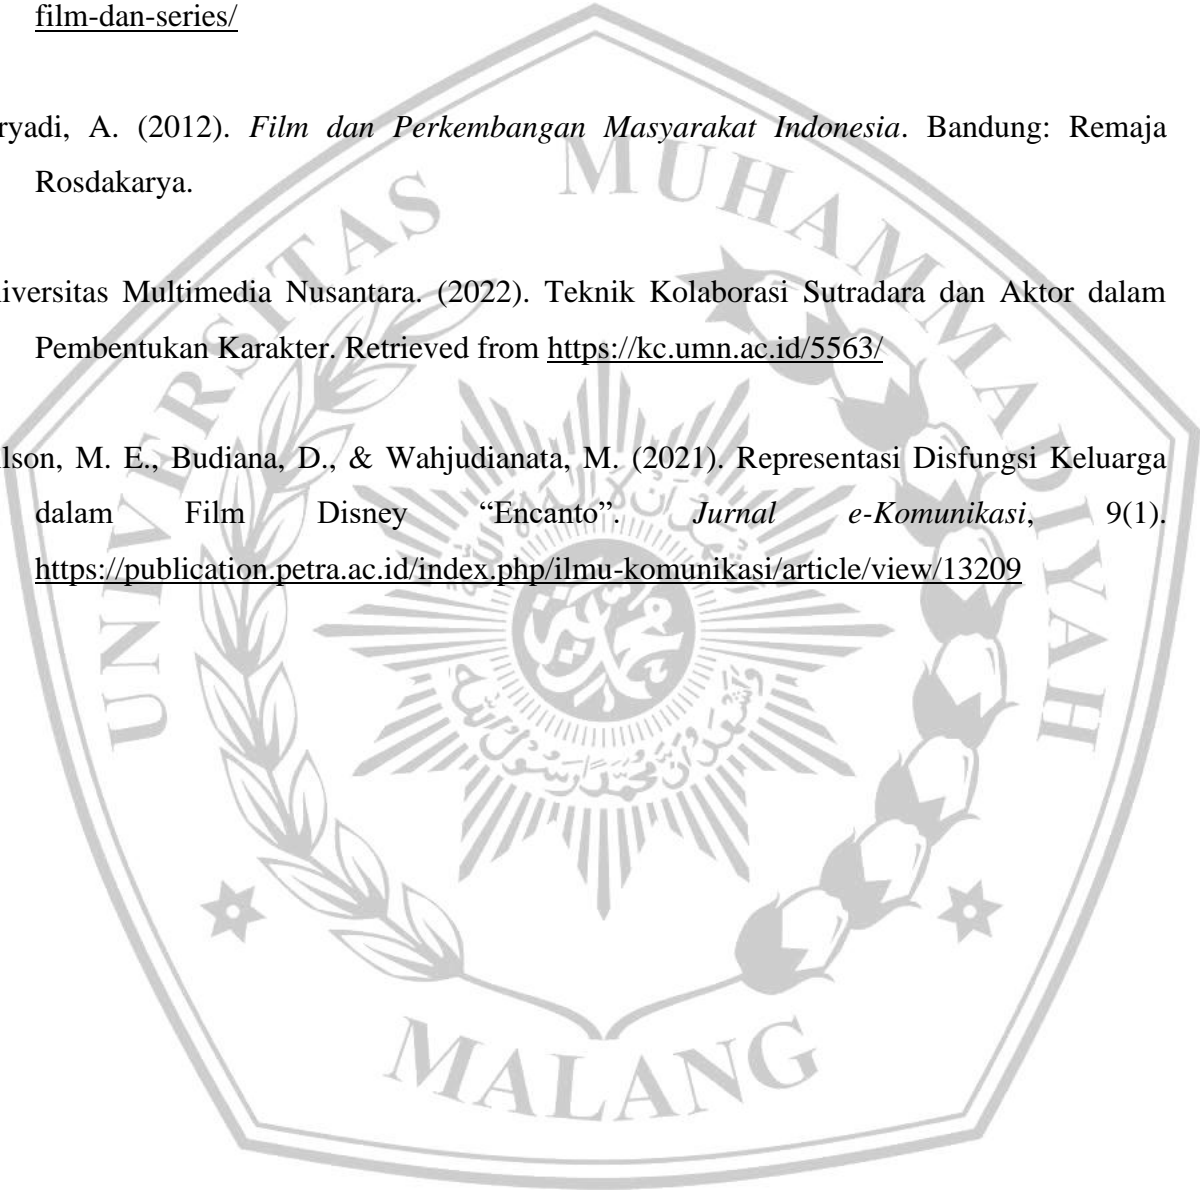 film-dan-series/
ryadi, A. (2012). Film dan Perkembangan Masyarakat Indonesia. Bandung: Remaja
Rosdakarya.
iversitas Multimedia Nusantara. (2022). Teknik Kolaborasi Sutradara dan Aktor dalam
Pembentukan Karakter. Retrieved from https://kc.umn.ac.id/5563/
lson, M. E., Budiana, D., & Wahjudianata, M. (2021). Representasi Disfungsi Keluarga
dalam Film Disney “Encanto”. Jurnal e-Komunikasi, 9(1).
https://publication.petra.ac.id/index.php/ilmu-komunikasi/article/view/13209
UNIVERSITAS MUHAMMADIYAH
MALANG